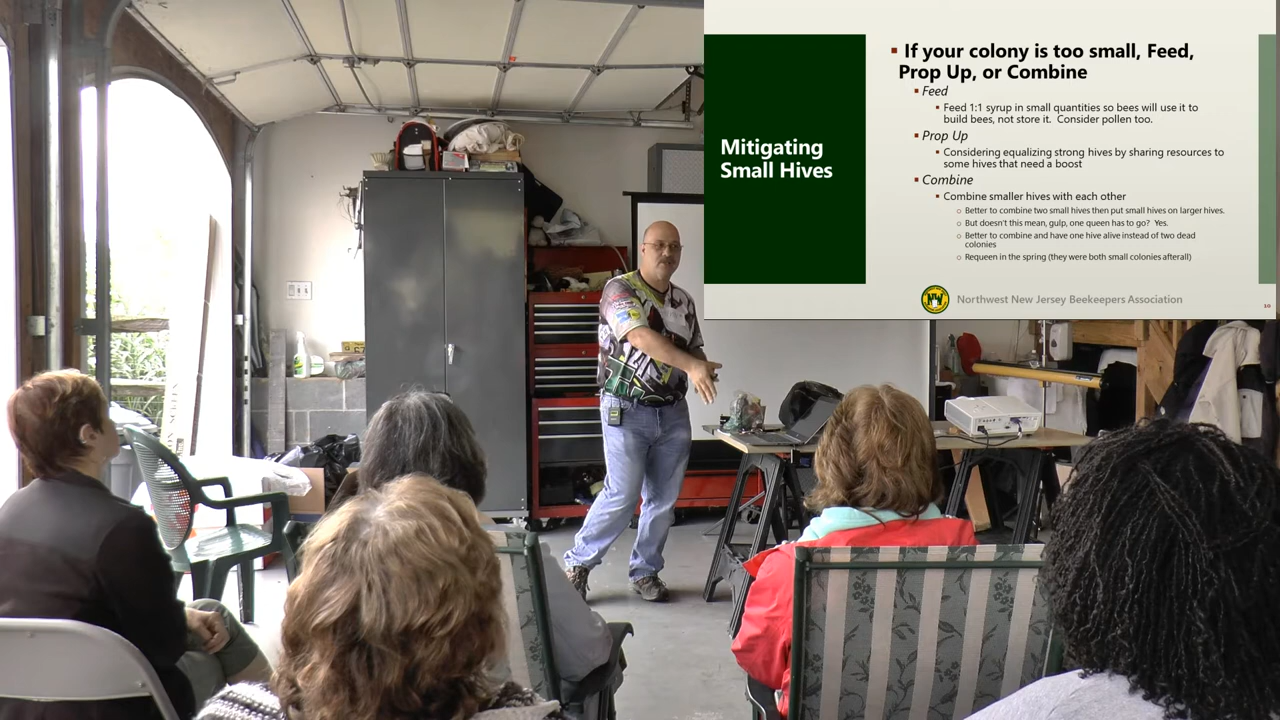 If your colony is too small, Feed,
Prop Up, or Combine
Feed
Feed 1:1 syrup in small quantities so bees will use it to
build bees, not store it. Consider pollen too.
Prop Up
Considering equalizing strong hives by sharing resources to
some hives that need a boost
Combine
Combine smaller hives with each other
Better to combine two small hives then put small hives on larger hives.
But doesn't this mean, gulp, one queen has to go? Yes.
Better to combine and have one hive alive instead of two dead
colonies
Requeen in the spring (they were both small colonies afterall)
Mitigating
Small Hives
NW
Northwest New Jersey Beekeepers Association